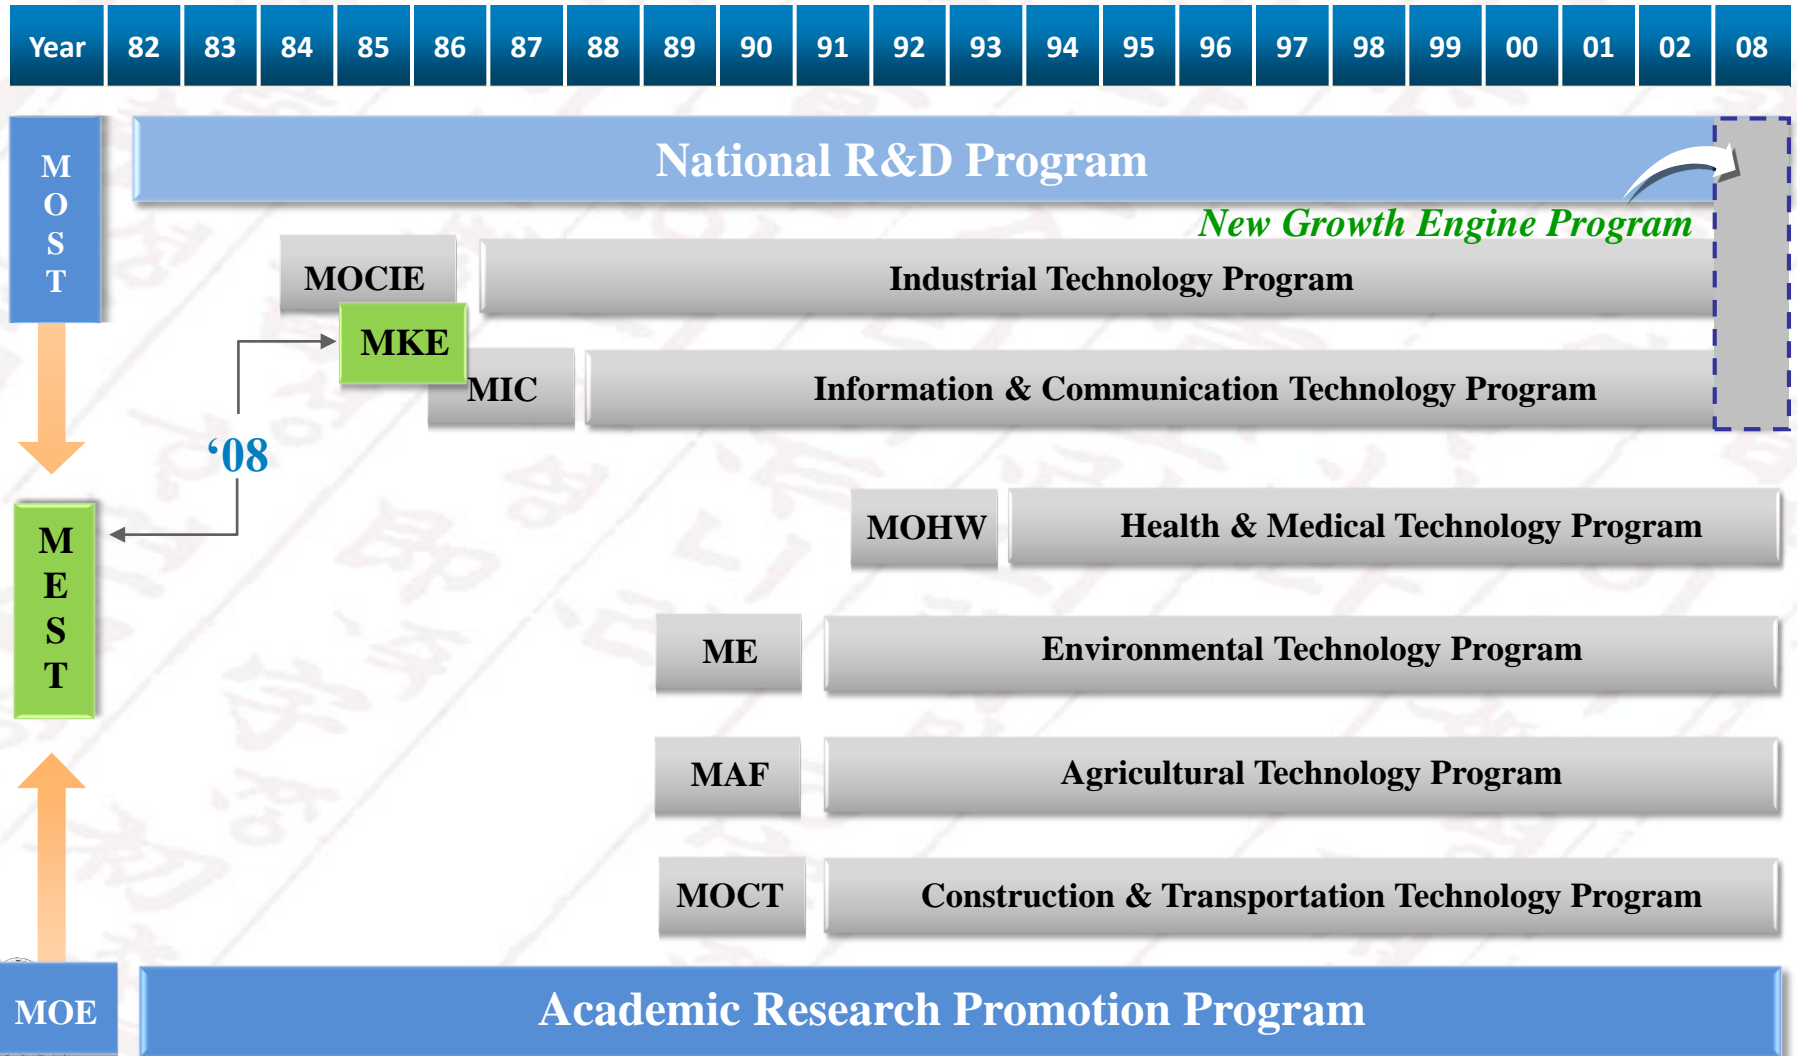 Year 82 83 84 85 86 87 88 89 90 91 92 93 94 95 96 97 98 99 00 01 02 08
M
O
S
T
National R&D Program
New Growth Engine Program
MOCIE Industrial Technology Program
MKE
MIC Information & Communication Technology Program
‘08
M
E
S
T
MOHW Health & Medical Technology Program
ME Environmental Technology Program
MAF Agricultural Technology Program
MOCT Construction & Transportation Technology Program
MOE Academic Research Promotion Program